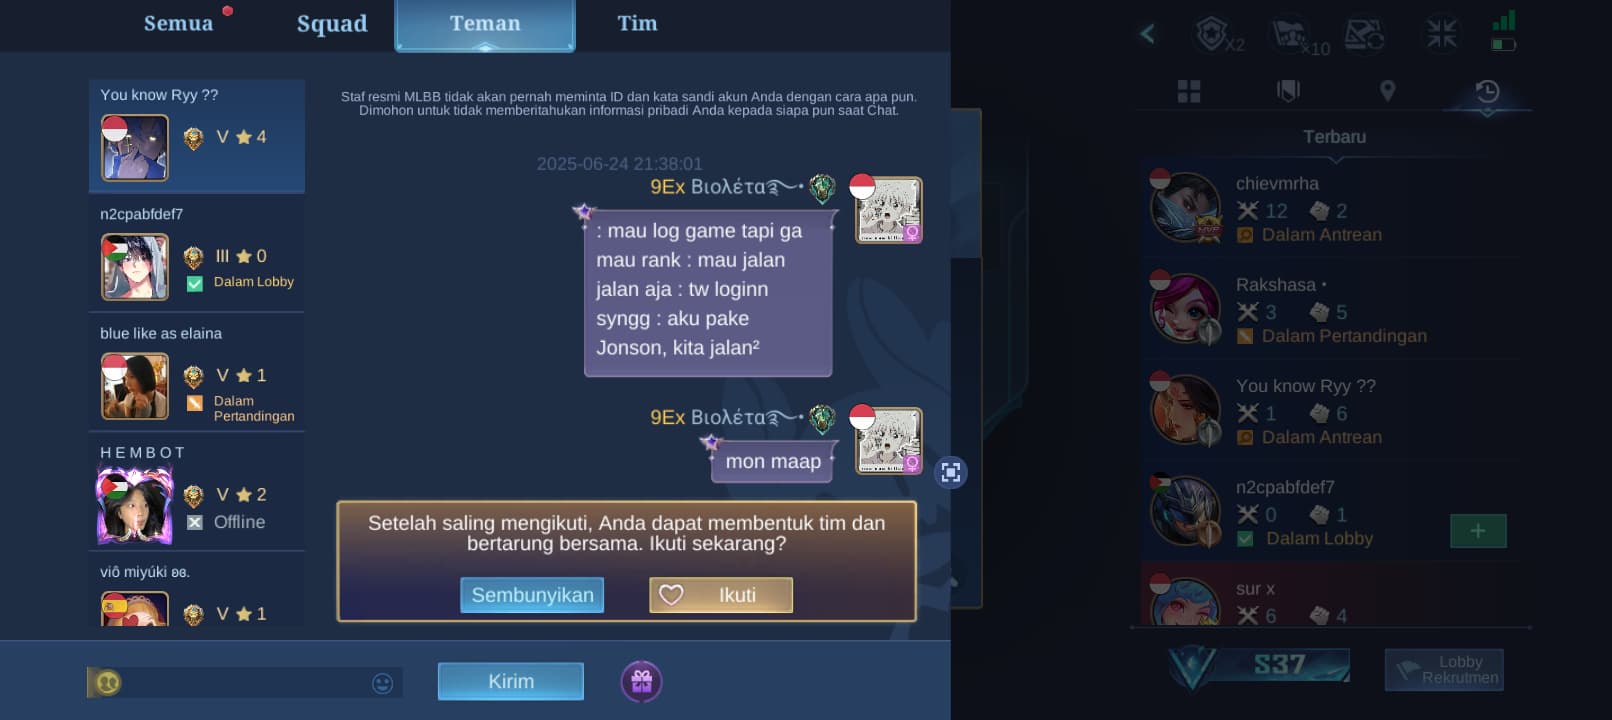 Semua
Squad
Teman
Tim
You know Ryy ??
V ★ 4
n2cpabfdef7
III ★ 0
Dalam Lobby
blue like as elaina
V ★ 1
Dalam
Pertandingan
H E M B O T
V ★ 2
Offline
viô miyúki ʚɞ.
V ★ 1
Staf resmi MLBB tidak akan pernah meminta ID dan kata sandi akun Anda dengan cara apa pun.
Dimohon untuk tidak memberitahukan informasi pribadi Anda kepada siapa pun saat Chat.
2025-06-24 21:38:01
9Ex Βιολέτα
: mau log game tapi ga
mau rank : mau jalan
jalan aja : tw loginn
syngg : aku pake
Jonson, kita jalan²
9Ex Βιολέτα
mon maap
Setelah saling mengikuti, Anda dapat membentuk tim dan
bertarung bersama. Ikuti sekarang?
Sembunyikan
Ikuti
Kirim
X2
×10
Terbaru
chievmrha
12 2
MVP
Dalam Antrean
Rakshasa •
3 5
Dalam Pertandingan
You know Ryy ??
1 6
Dalam Antrean
n2cpabfdef7
0 1
Dalam Lobby
+
sur x
6 4
S37
Lobby
Rekrutmen